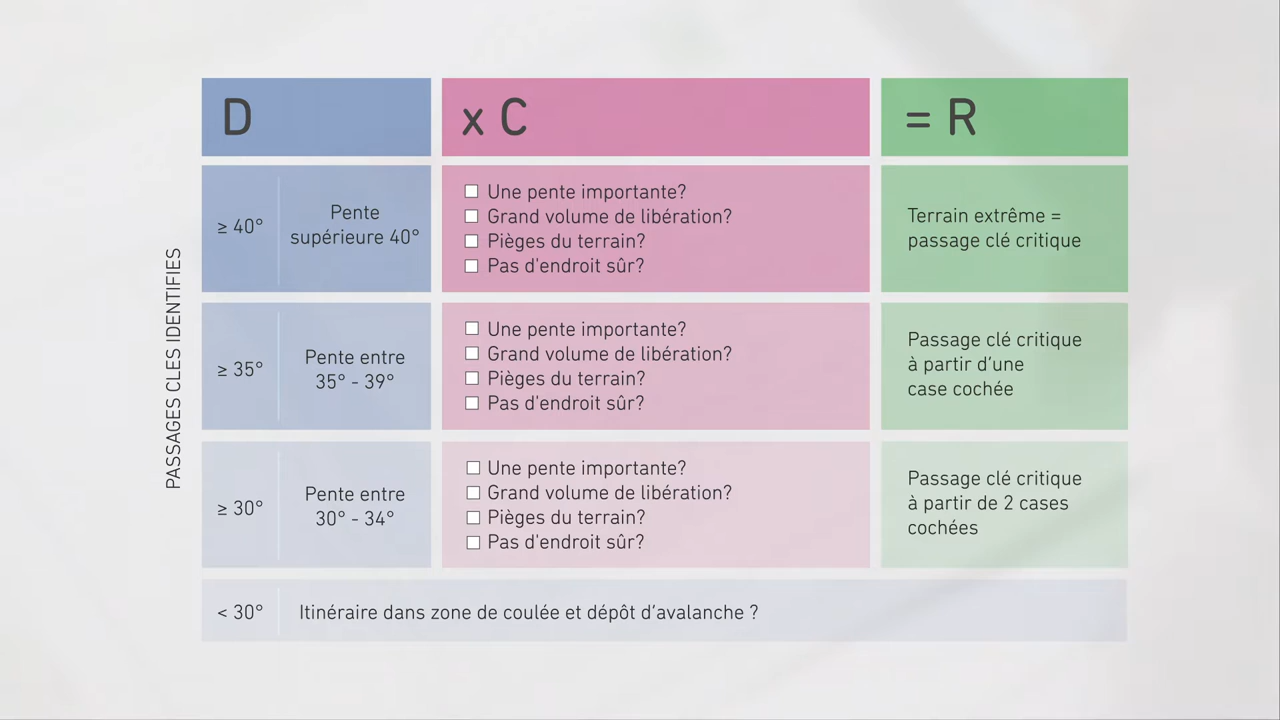 D
x C
= R
PASSAGES CLES IDENTIFIES
≥ 40°
Pente
supérieure 40°
Une pente importante?
Grand volume de libération?
Pièges du terrain?
Pas d'endroit sûr?
Terrain extrême =
passage clé critique
≥ 35°
Pente entre
35° - 39°
Une pente importante?
Grand volume de libération?
Pièges du terrain?
Pas d'endroit sûr?
Passage clé critique
à partir d'une
case cochée
≥ 30°
Pente entre
30° - 34°
Une pente importante?
Grand volume de libération?
Pièges du terrain?
Pas d'endroit sûr?
Passage clé critique
à partir de 2 cases
cochées
< 30°
Itinéraire dans zone de coulée et dépôt d'avalanche ?